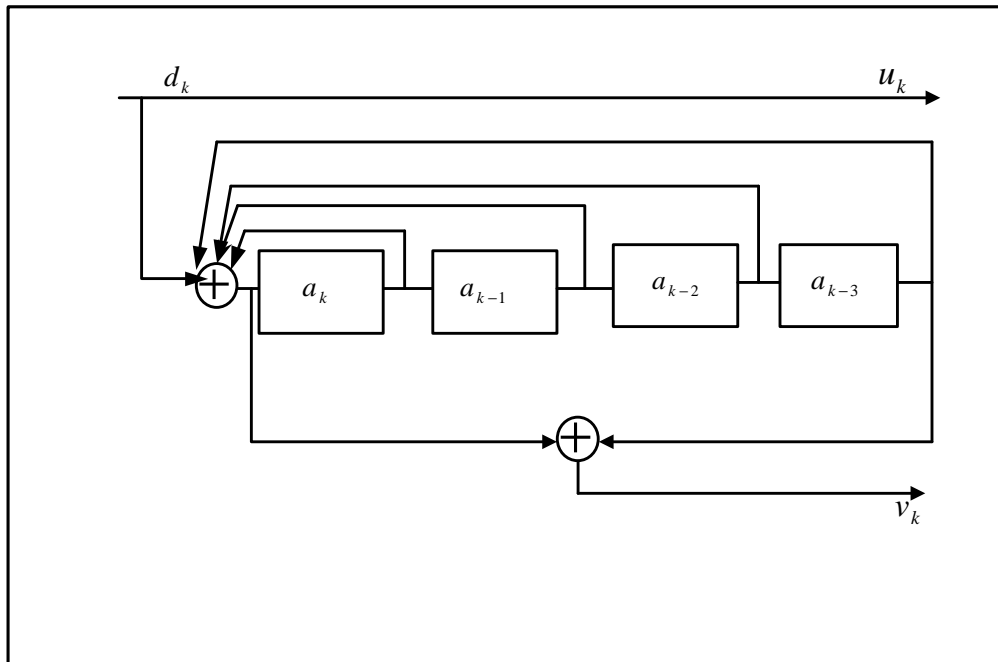 d_k
u_k
+
a_k
a_{k-1}
a_{k-2}
a_{k-3}
+
v_k